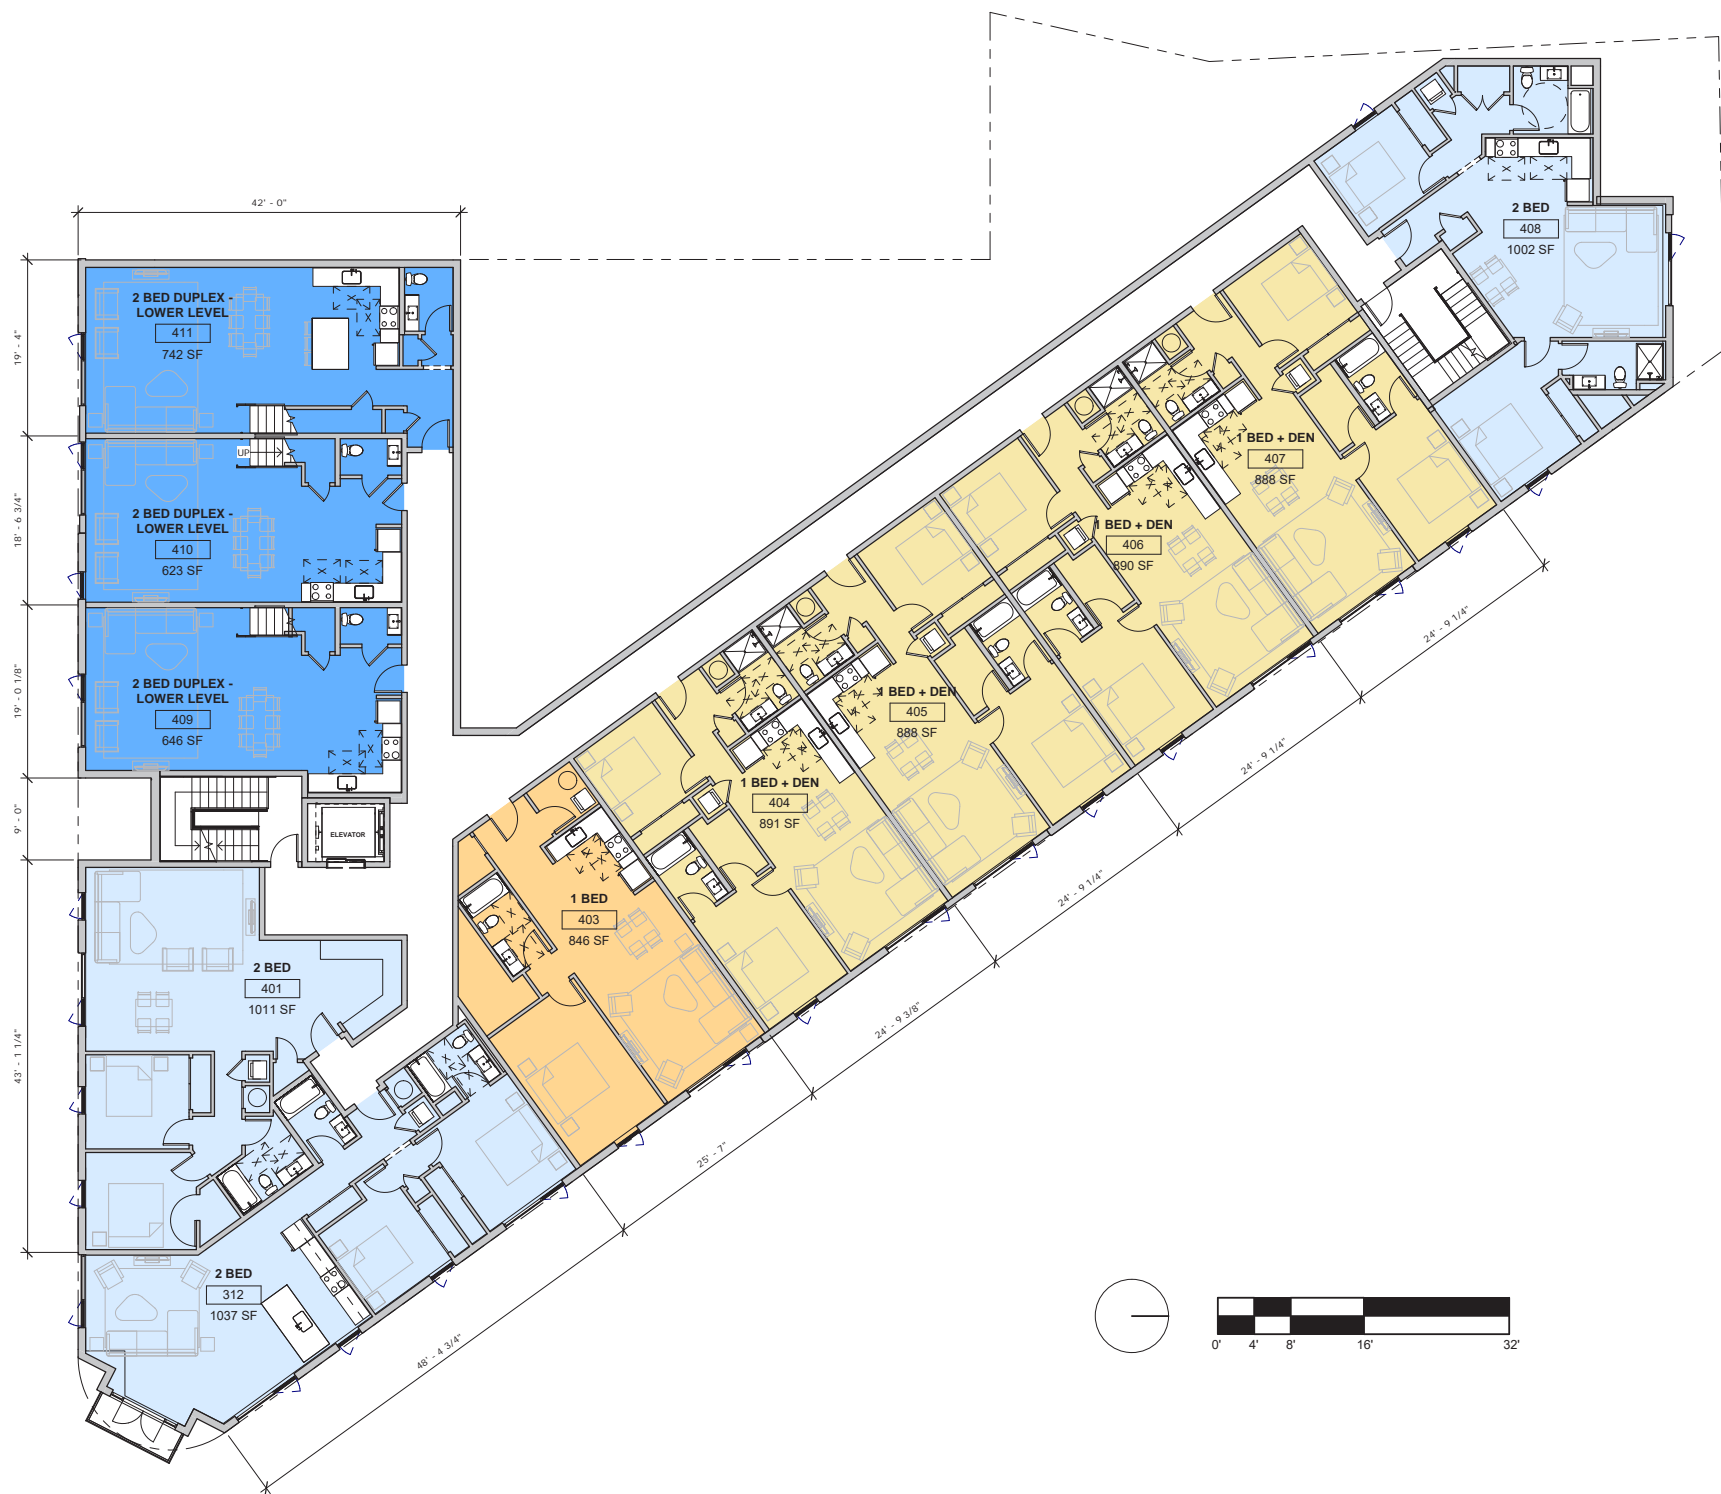 42' - 0"
2 BED DUPLEX -
LOWER LEVEL
411
742 SF
19' - 4"
UP
2 BED DUPLEX -
LOWER LEVEL
410
623 SF
18' - 6 3/4"
2 BED DUPLEX -
LOWER LEVEL
409
646 SF
19' - 0 1/8"
9' - 0"
ELEVATOR
2 BED
401
1011 SF
43' - 1 1/4"
2 BED
312
1037 SF
48' - 4 3/4"
1 BED
403
846 SF
25' - 7"
1 BED + DEN
404
891 SF
24' - 9 3/8"
1 BED + DEN
405
888 SF
24' - 9 1/4"
1 BED + DEN
406
890 SF
24' - 9 1/4"
1 BED + DEN
407
888 SF
24' - 9 1/4"
2 BED
408
1002 SF
0' 4' 8' 16' 32'